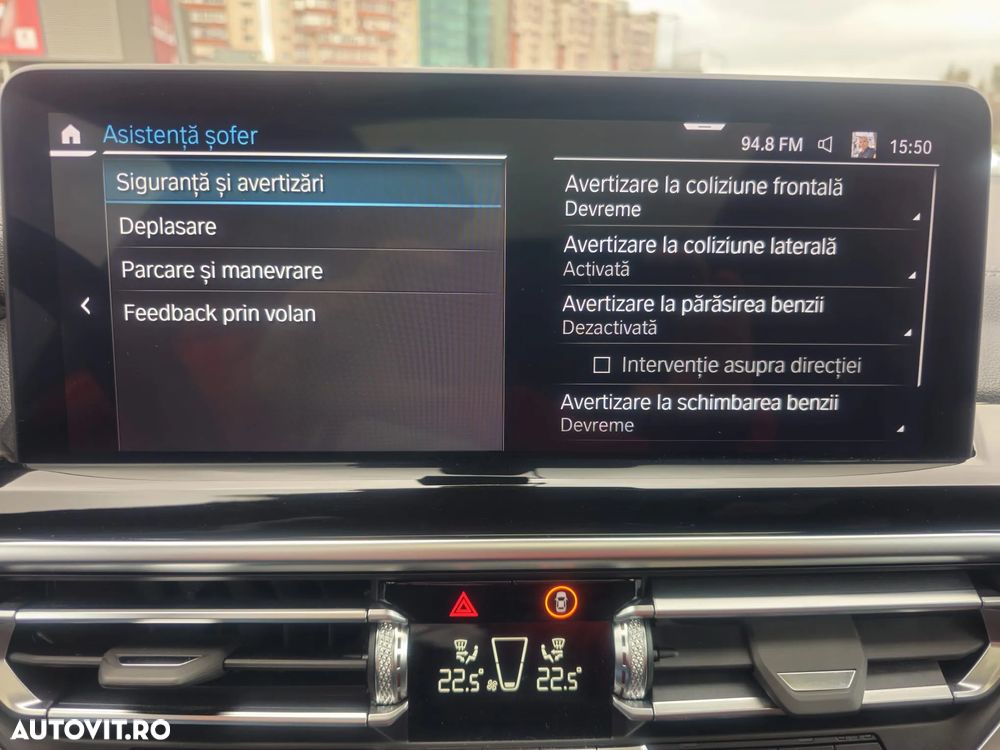 Asistență șofer
94.8 FM
15:50
Siguranță și avertizări
Deplasare
Parcare și manevrare
Feedback prin volan
Avertizare la coliziune frontală
Devreme
Avertizare la coliziune laterală
Activată
Avertizare la părăsirea benzii
Dezactivată
Intervenție asupra direcției
Avertizare la schimbarea benzii
Devreme
22.5°
22.5°
AUTOVIT.RO